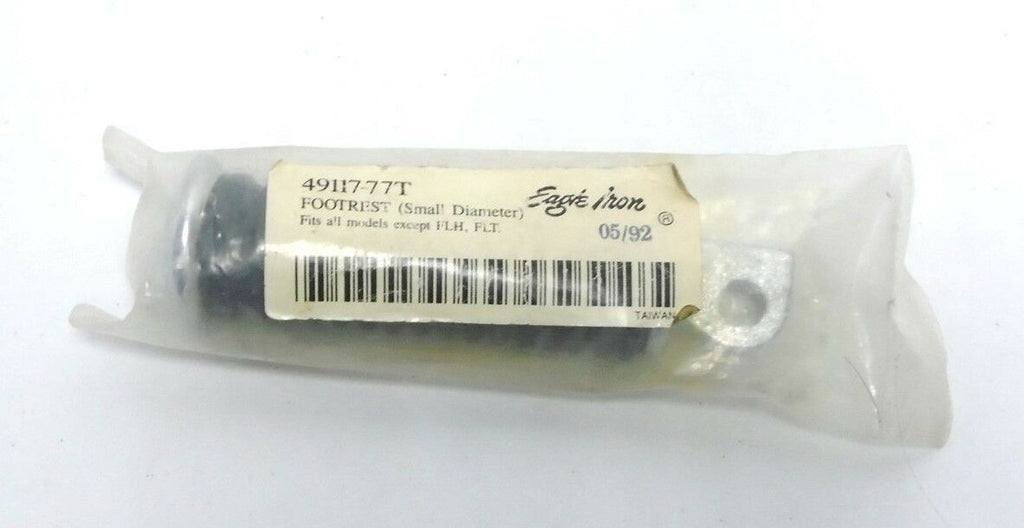 49117-77T
FOOTREST (Small Diameter)
Fits all models except FLH, FLT.
Eagle Iron ®
05/92
TAIWAN